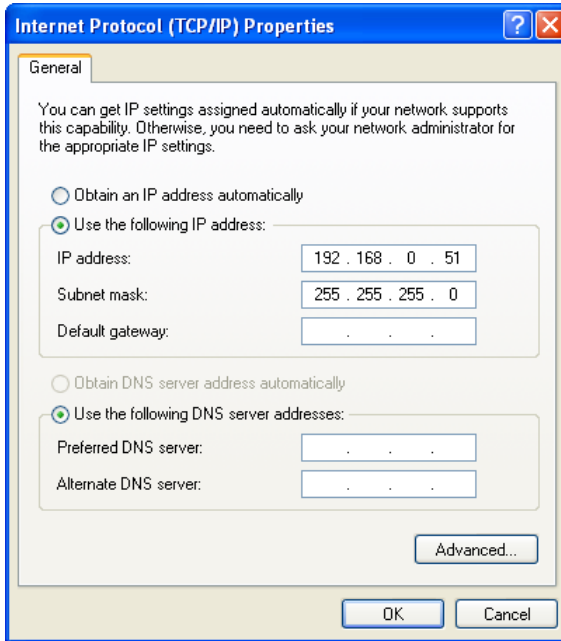 Internet Protocol (TCP/IP) Properties
General
You can get IP settings assigned automatically if your network supports
this capability. Otherwise, you need to ask your network administrator for
the appropriate IP settings.
Obtain an IP address automatically
Use the following IP address:
IP address: 192 . 168 . 0 . 51
Subnet mask: 255 . 255 . 255 . 0
Default gateway: . . .
Obtain DNS server address automatically
Use the following DNS server addresses:
Preferred DNS server: . . .
Alternate DNS server: . . .
Advanced...
OK Cancel